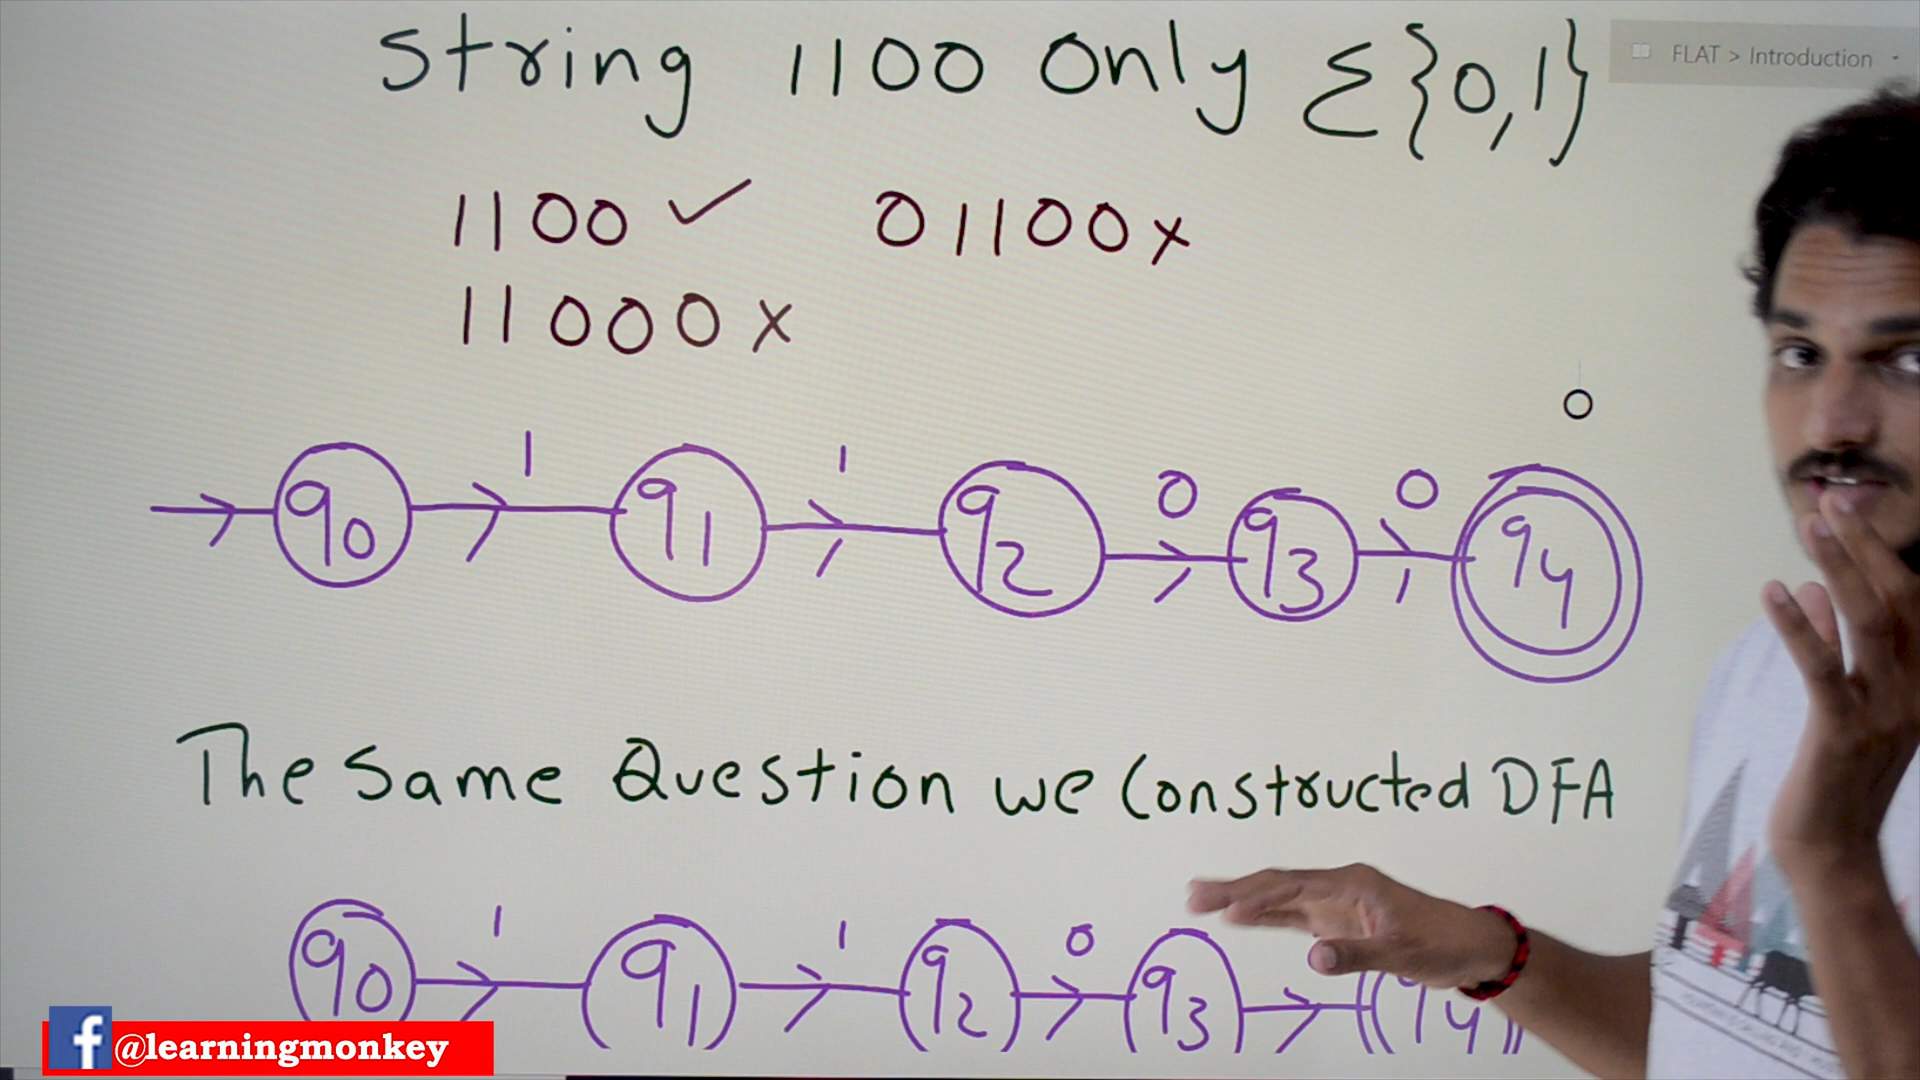 String 1100 Only Σ{0,1}
FLAT > Introduction
1100 ✓ 01100 x
11000 x
1 1 0 0
q0 q1 q2 q3 q4
The Same Question we Constructed DFA
1 1 0
q0 q1 q2 q3 q4
@learningmonkey